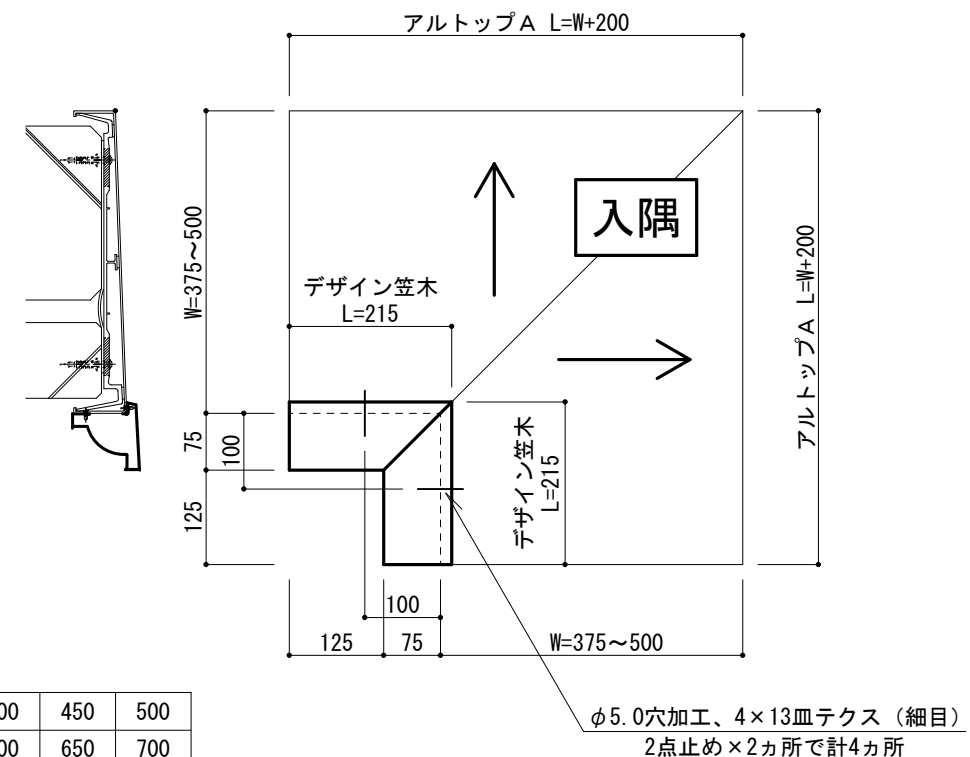 アルトップA L=W+200
W=375～500
入隅
デザイン笠木
L=215
アルトップA L=W+200
75
100
125
デザイン笠木
L=215
100
125
75
W=375～500
φ5.0穴加工、4×13皿テクス（細目）
2点止め×2ヵ所で計4ヵ所
00 450 500
00 650 700